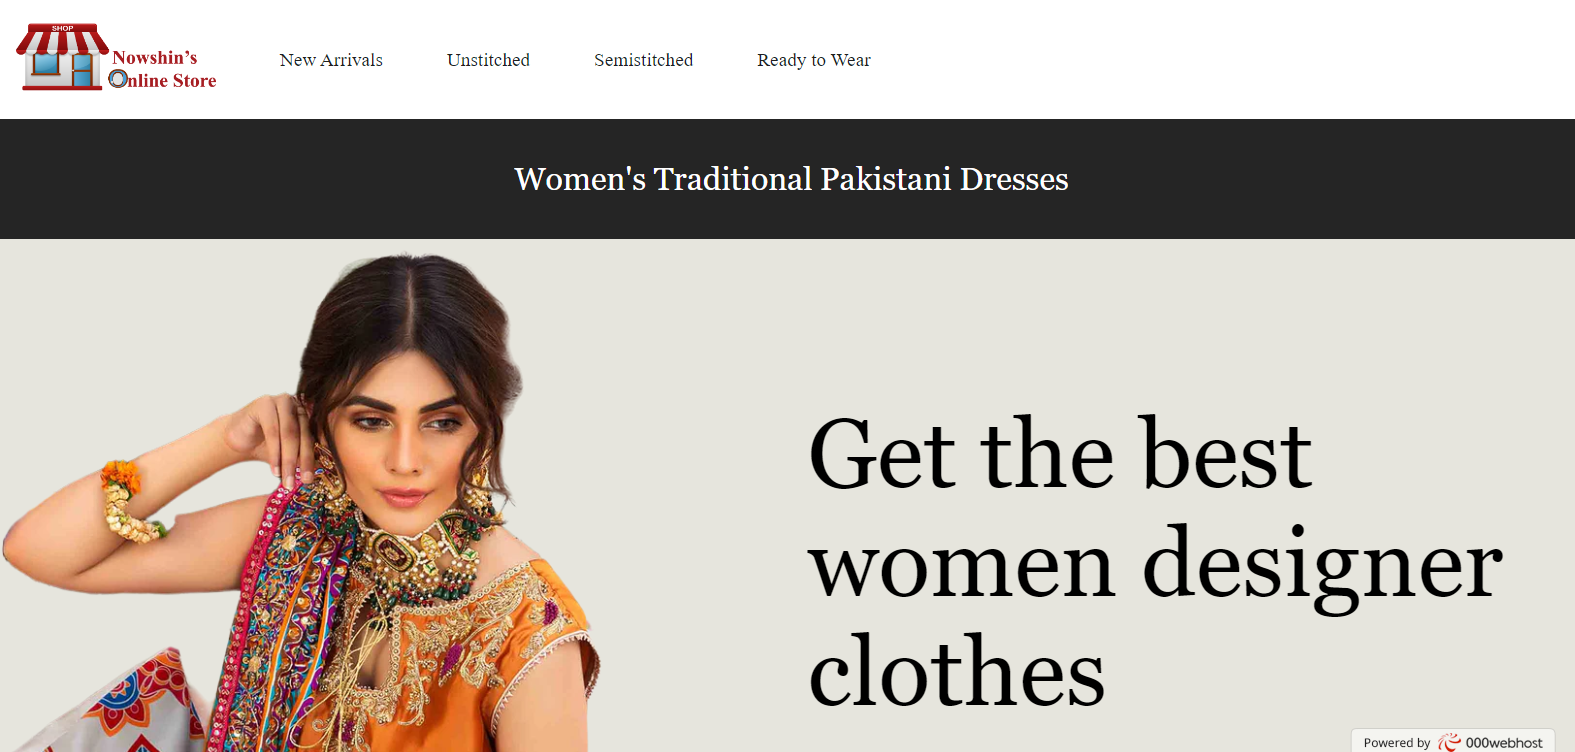 SHOP
Nowshin's
Online Store
New Arrivals
Unstitched
Semistitched
Ready to Wear
Women's Traditional Pakistani Dresses
Get the best
women designer
clothes
Powered by 000webhost